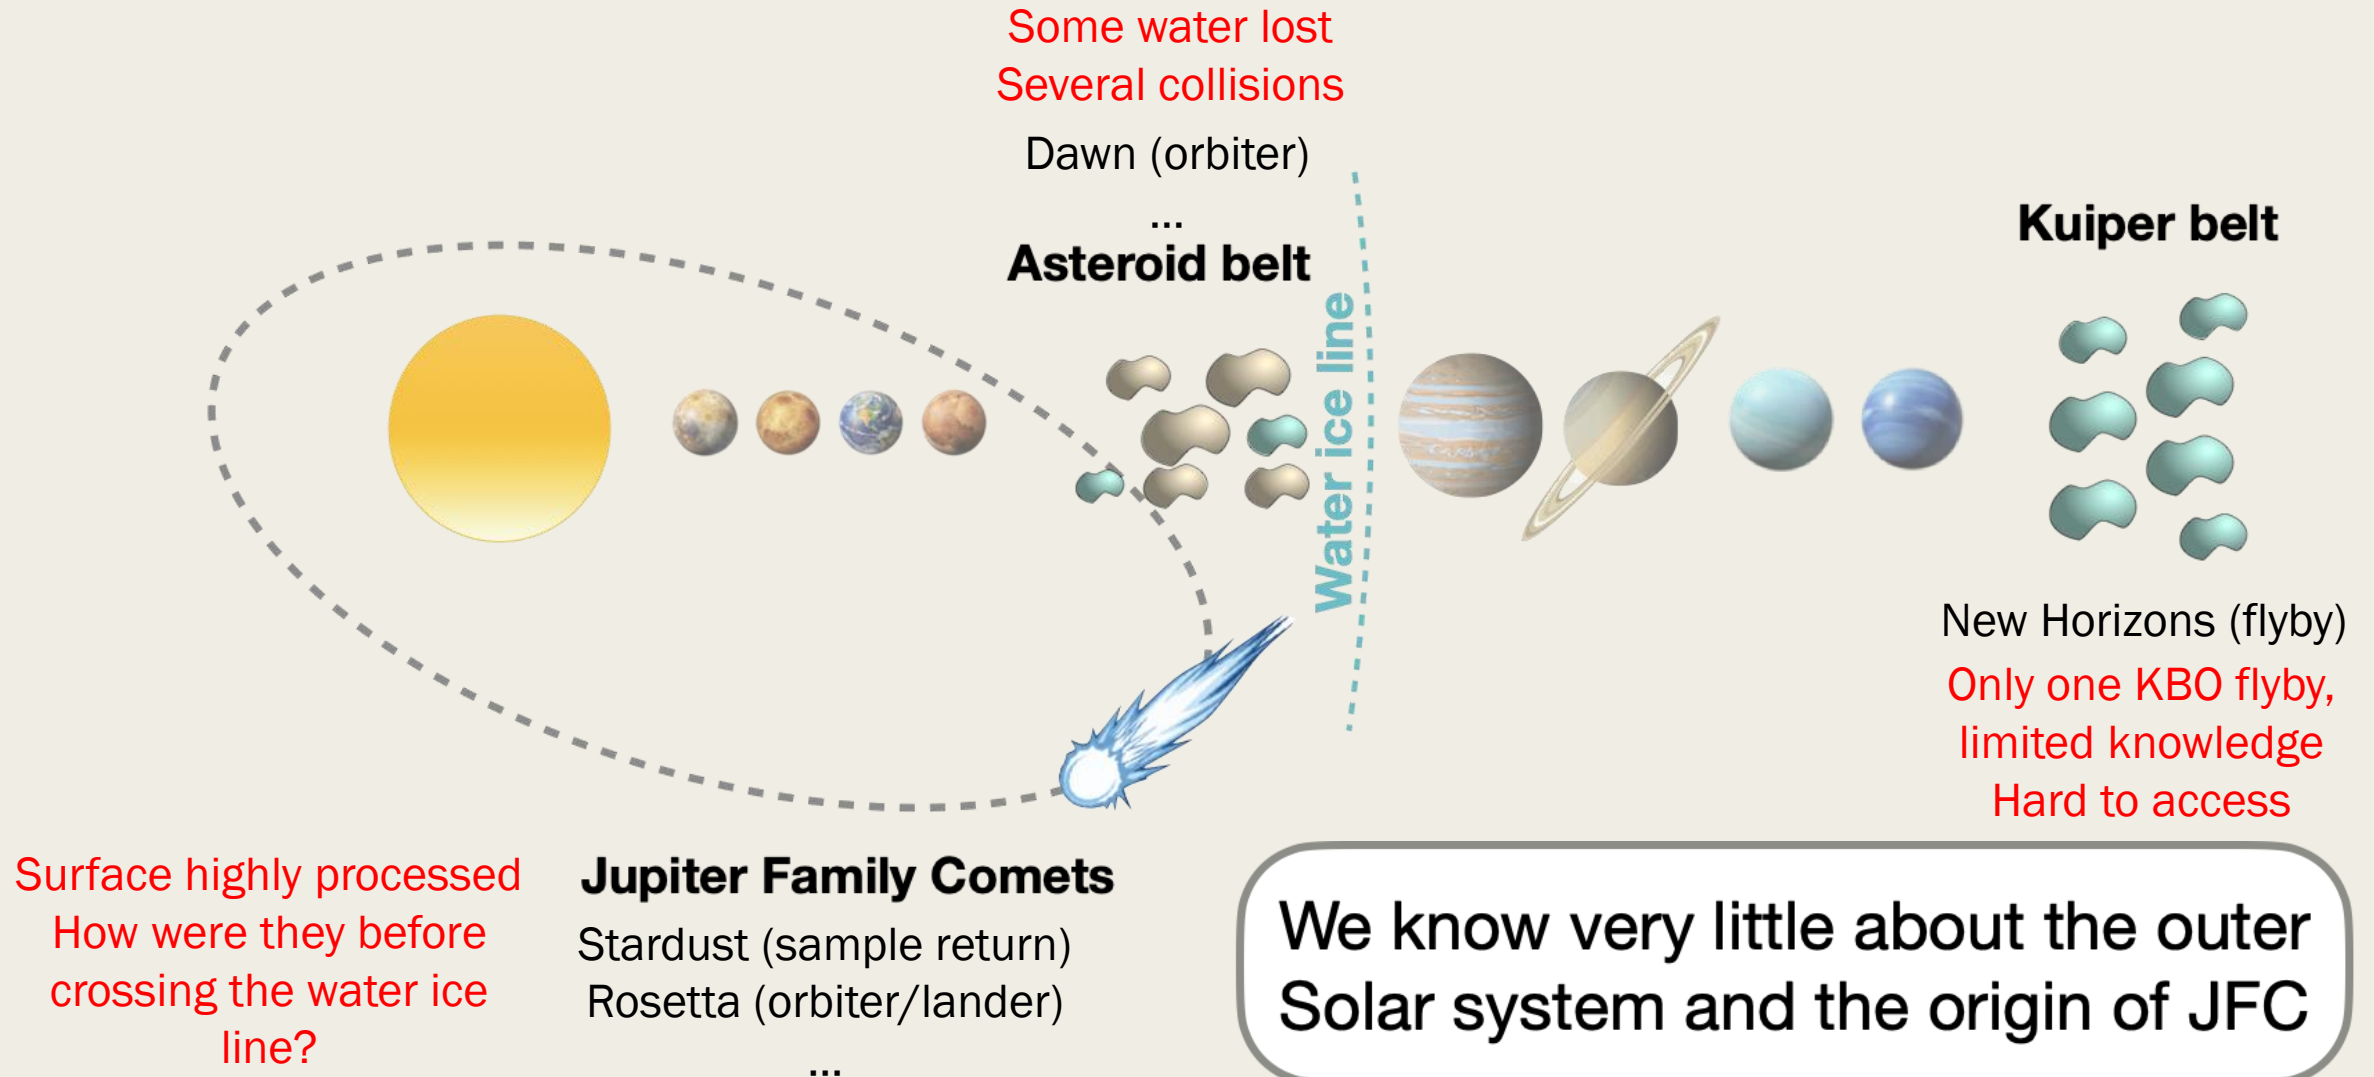 Some water lost
Several collisions
Dawn (orbiter)
...
Asteroid belt
Water ice line
Kuiper belt
New Horizons (flyby)
Only one KBO flyby,
limited knowledge
Hard to access
Surface highly processed
How were they before
crossing the water ice
line?
Jupiter Family Comets
Stardust (sample return)
Rosetta (orbiter/lander)
...
We know very little about the outer
Solar system and the origin of JFC